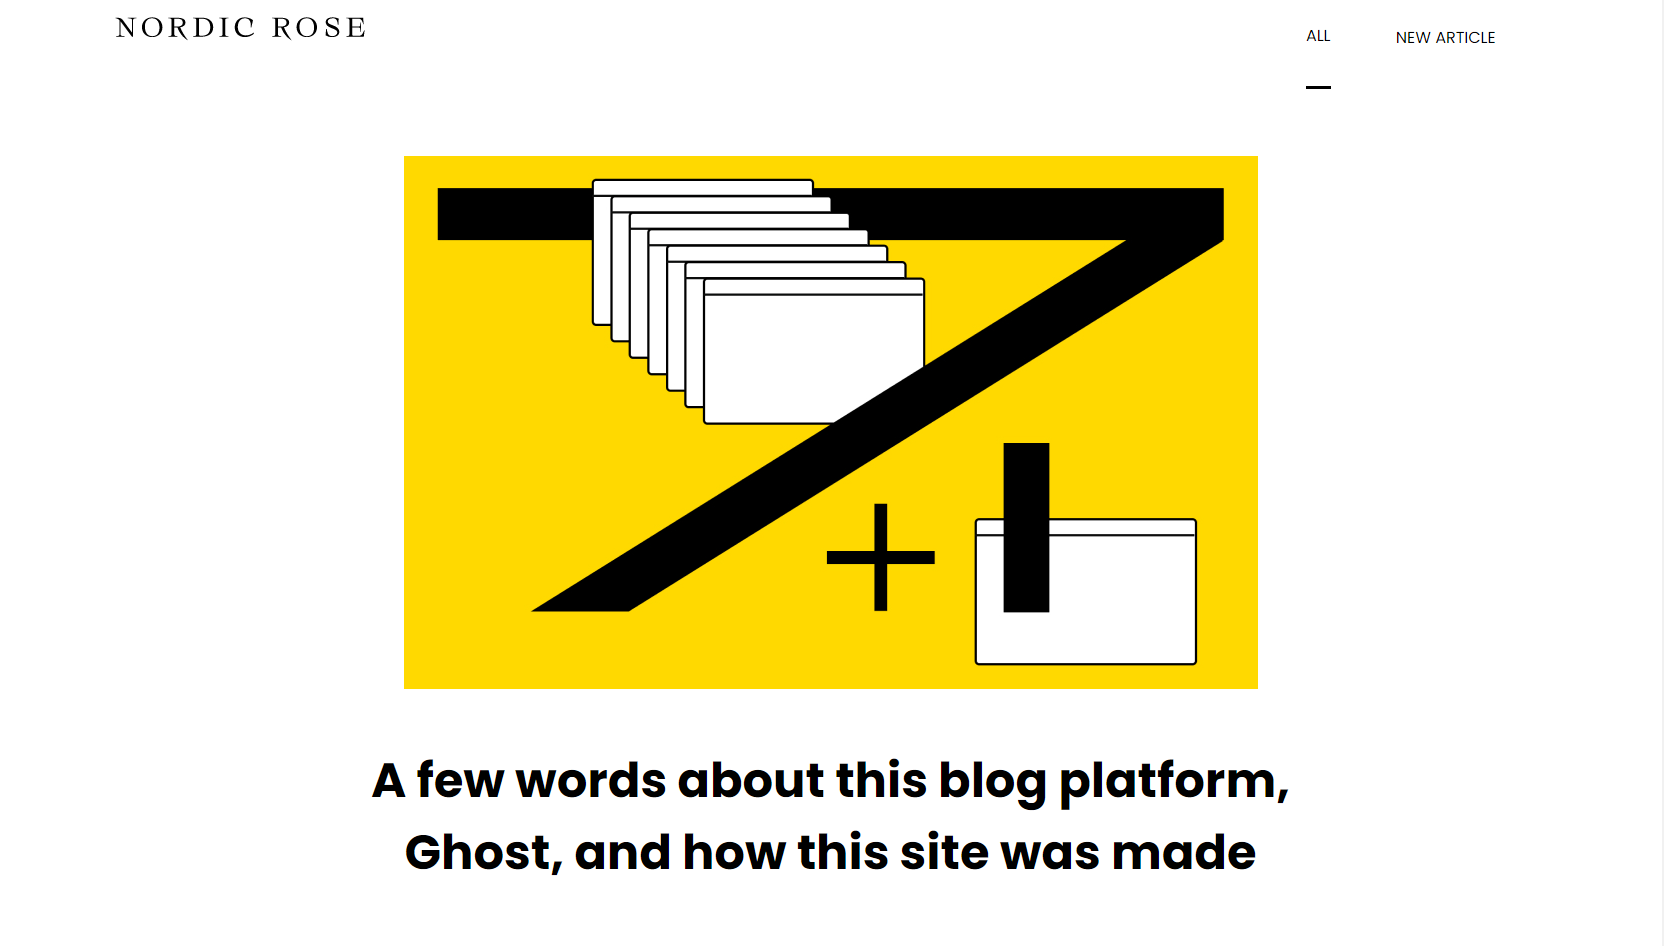 NORDIC ROSE
ALL
NEW ARTICLE
A few words about this blog platform,
Ghost, and how this site was made